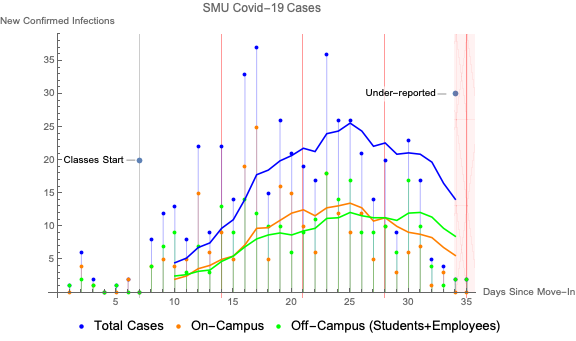 SMU Covid-19 Cases
New Confirmed Infections
35
30
Under-reported
25
20
Classes Start
15
10
5
5 10 15 20 25 30 35
Days Since Move-In
Total Cases On-Campus Off-Campus (Students+Employees)